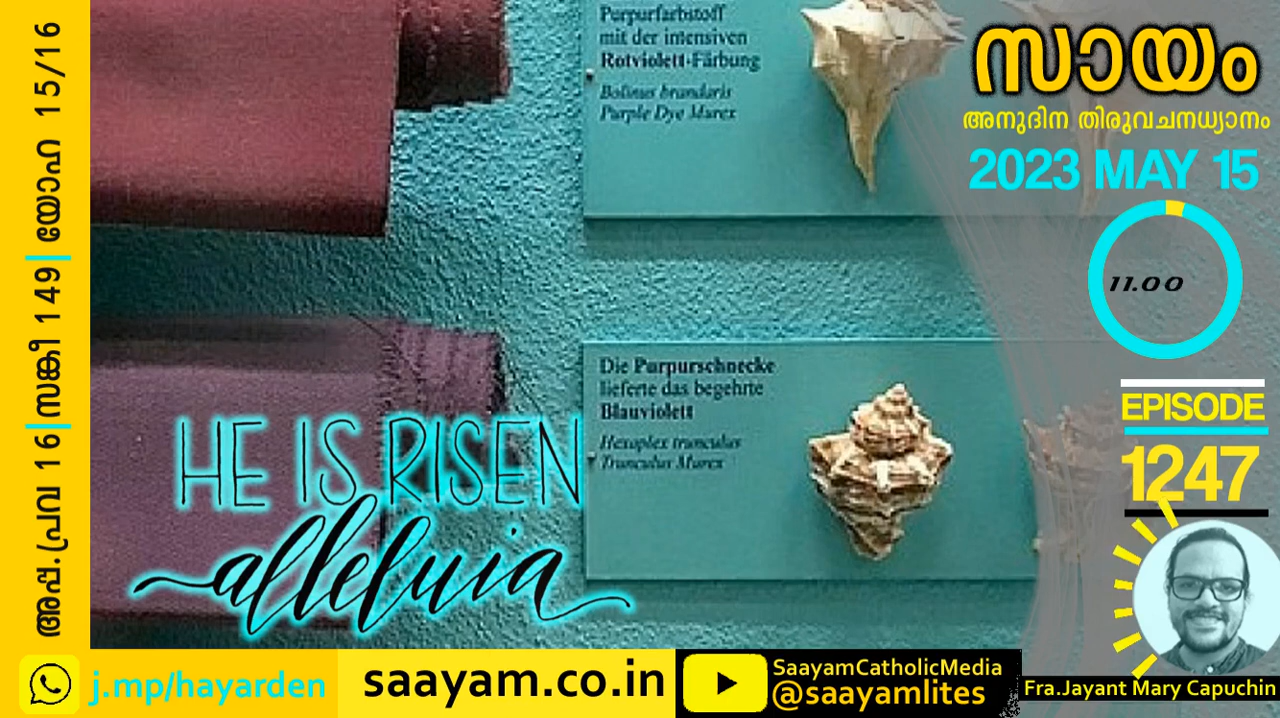 അപ്പ.പ്രവ 16|സങ്കീ 149| യോഹ 15/16
Purpurfarbstoff
mit der intensiven
Rotviolett-Färbung
Bolinus brandaris
Purple Dye Murex
Die Purpurschnecke
lieferte das begehrte
Blauviolett
Hexaplex trunculus
Trunculus Murex
HE IS RISEN
alleluia
സായം
അനുദിന തിരുവചനധ്യാനം
2023 MAY 15
11.00
EPISODE
1247
j.mp/hayarden
saayam.co.in
SaayamCatholicMedia
@saayamlites
Fra.Jayant Mary Capuchin